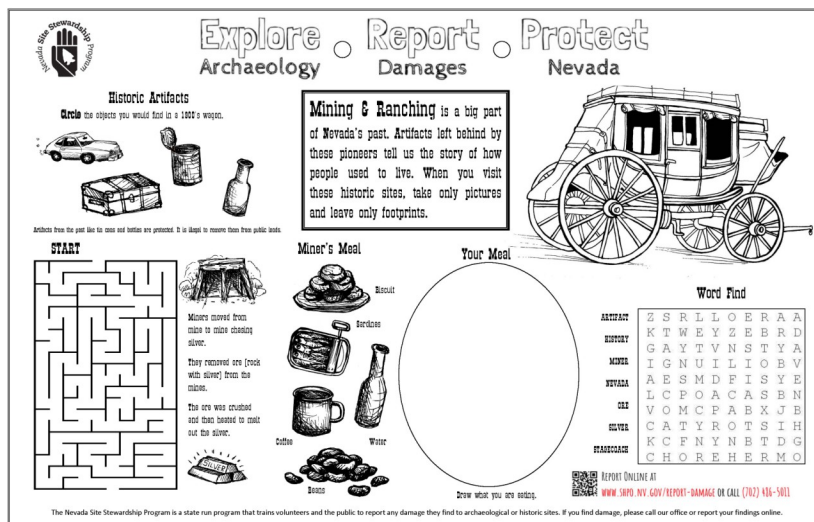 Nevada Site Stewardship Program
Explore Report Protect
Archaeology Damages Nevada
Historic Artifacts
Circle the objects you would find in a 1800's wagon.
Artifacts from the past like tin cans and bottles are protected. It is illegal to remove them from public lands.
Mining & Ranching is a big part
of Nevada's past. Artifacts left behind by
these pioneers tell us the story of how
people used to live. When you visit
these historic sites, take only pictures
and leave only footprints.
START
Miners moved from
mine to mine chasing
silver.
They removed ore (rock
with silver) from the
mines.
The ore was crushed
and then heated to melt
out the silver.
SILVER
Miner's Meal
Biscuit
Sardines
Coffee
Water
Beans
Your Meal
Draw what you are eating.
Word Find
ARTIFACT
HISTORY
MINER
NEVADA
ORE
SILVER
STAGECOACH
Z S R L L O E R A A
K T W E Y Z E B R D
G A Y T V N S T Y A
I G N U I L I O B V
A E S M D F I S Y E
L C P O A C A S B N
V O M C P A B X J B
C A T Y R O T S I H
K C F N Y N B T D G
C H O R E H E R M O
REPORT ONLINE AT
WWW.SHPO.NV.GOV/REPORT-DAMAGE OR CALL (702) 486-5011
The Nevada Site Stewardship Program is a state run program that trains volunteers and the public to report any damage they find to archaeological or historic sites. If you find damage, please call our office or report your findings online.